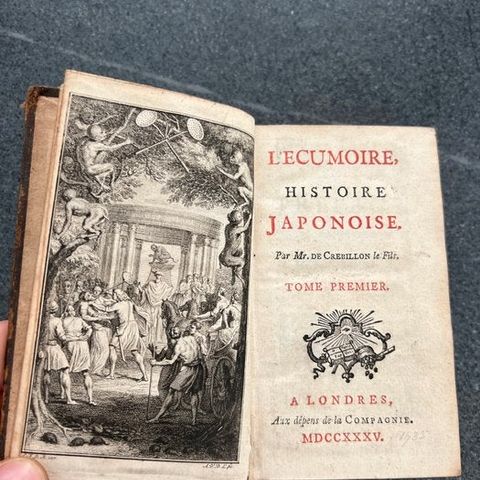 L'ECUMOIRE,
HISTOIRE
JAPONOISE.
Par Mr. DE CREBILLON le Fils.
TOME PREMIER.
A LONDRES,
Aux dépens de la COMPAGNIE.
MDCCXXXV.